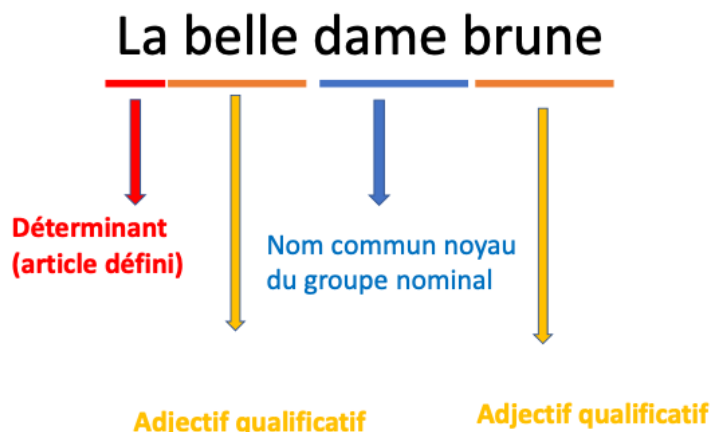 La belle dame brune
Déterminant
(article défini)
Nom commun noyau
du groupe nominal
Adjectif qualificatif
Adjectif qualificatif